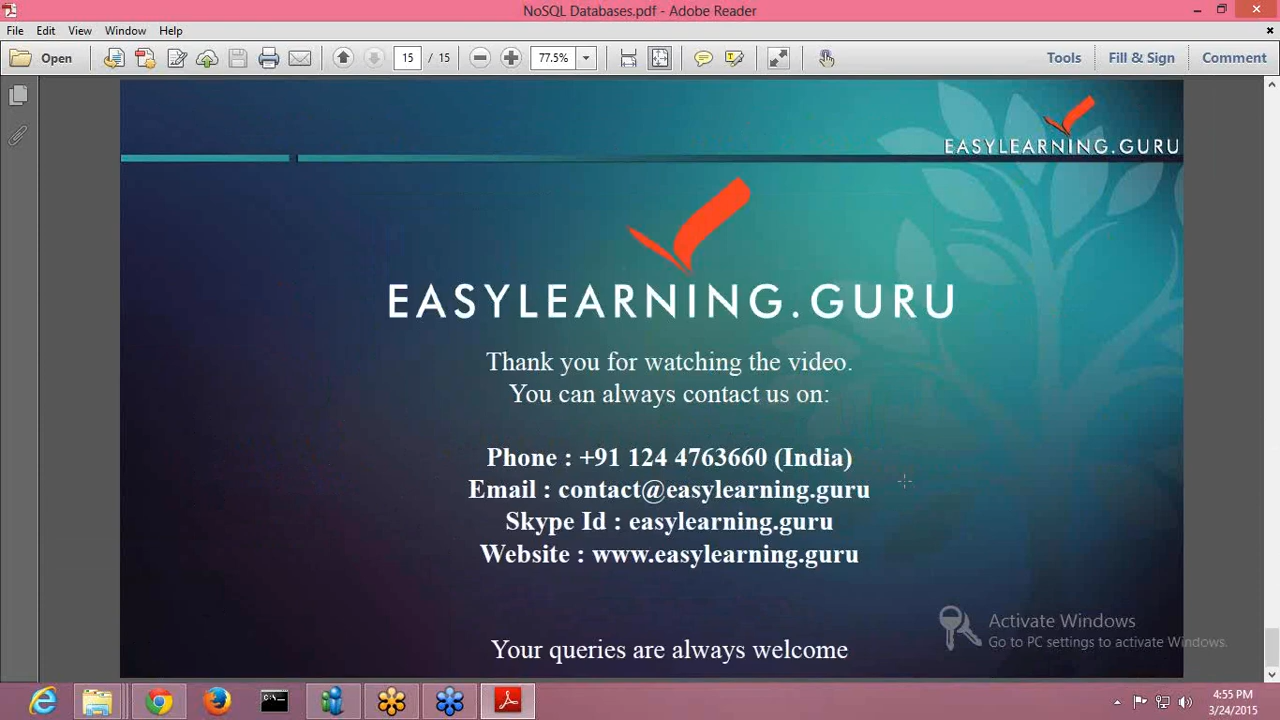 NoSQL Databases.pdf - Adobe Reader
File Edit View Window Help
Open 15 / 15 77.5% Tools Fill & Sign Comment
EASYLEARNING.GURU
EASYLEARNING.GURU
Thank you for watching the video.
You can always contact us on:
Phone : +91 124 4763660 (India)
Email : contact@easylearning.guru
Skype Id : easylearning.guru
Website : www.easylearning.guru
Activate Windows
Go to PC settings to activate Windows.
Your queries are always welcome
4:55 PM
3/24/2015